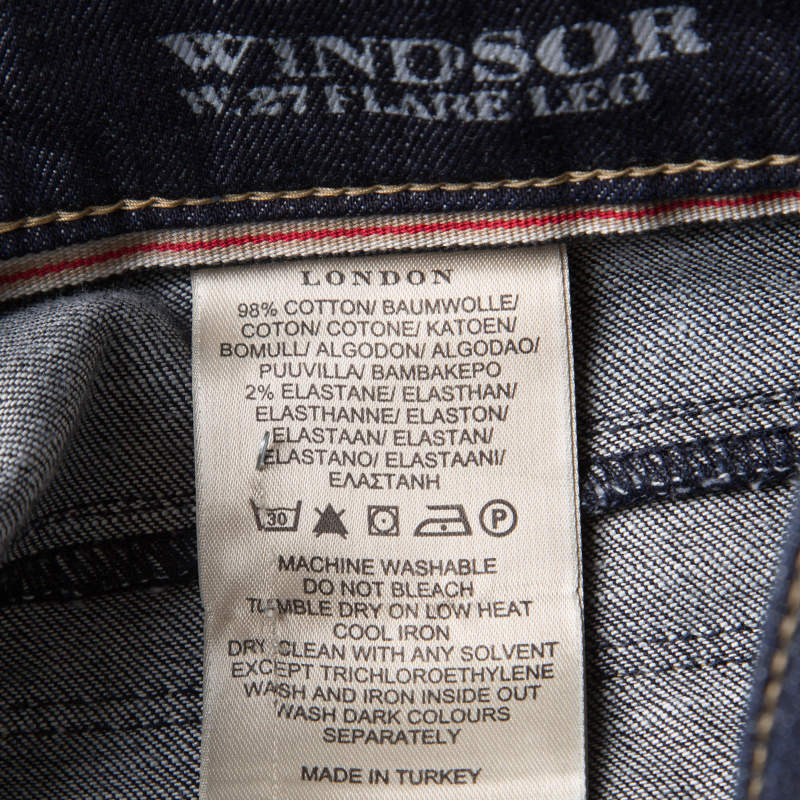 WINDSOR
W.27 FLARE LEG
LONDON
98% COTTON/ BAUMWOLLE/
COTON/ COTONE/ KATOEN/
BOMULL/ ALGODON/ ALGODAO/
PUUVILLA/ BAMBAKEPO
2% ELASTANE/ ELASTHAN/
ELASTHANNE/ ELASTON/
ELASTAAN/ ELASTAN/
ELASTANO/ ELASTAANI/
ΕΛΑΣΤΑΝΗ
30 P
MACHINE WASHABLE
DO NOT BLEACH
TUMBLE DRY ON LOW HEAT
COOL IRON
DRY CLEAN WITH ANY SOLVENT
EXCEPT TRICHLOROETHYLENE
WASH AND IRON INSIDE OUT
WASH DARK COLOURS
SEPARATELY
MADE IN TURKEY